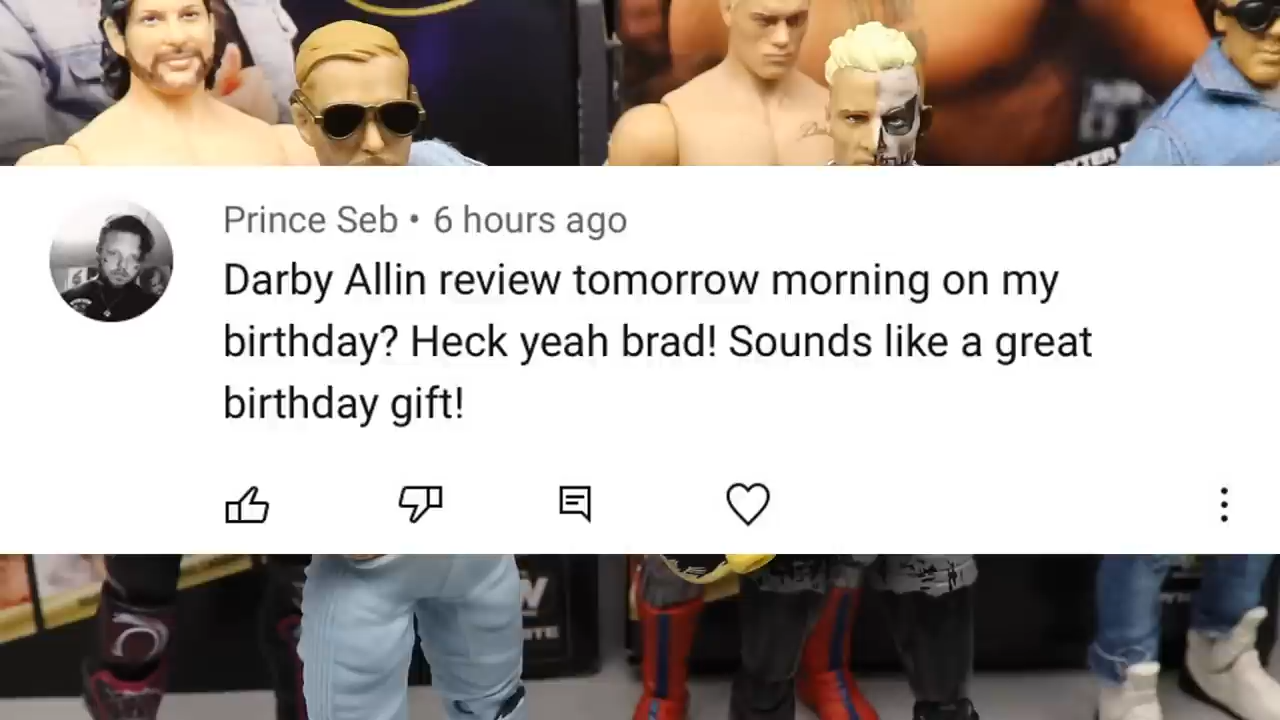 Prince Seb • 6 hours ago
Darby Allin review tomorrow morning on my
birthday? Heck yeah brad! Sounds like a great
birthday gift!